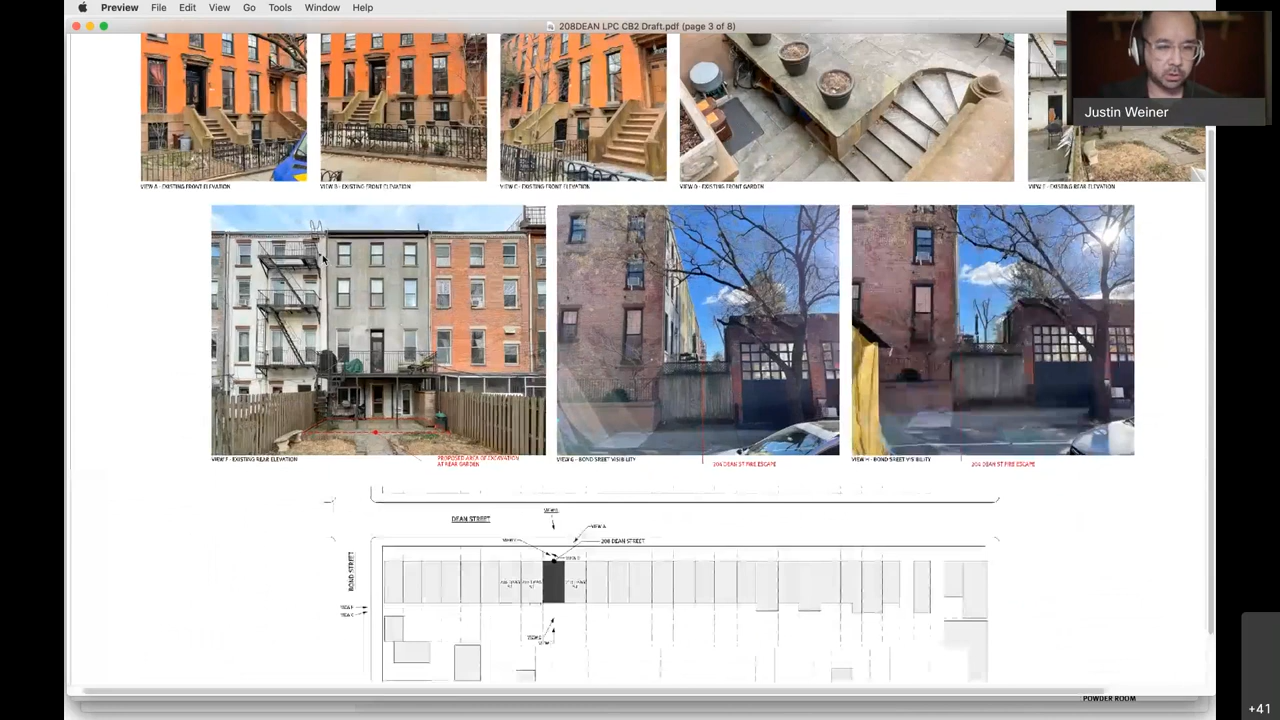 Preview File Edit View Go Tools Window Help
208DEAN LPC CB2 Draft.pdf (page 3 of 8)
Justin Weiner
VIEW A - EXISTING FRONT ELEVATION
VIEW B - EXISTING FRONT ELEVATION
VIEW C - EXISTING FRONT ELEVATION
VIEW D - EXISTING FRONT GARDEN
VIEW E - EXISTING REAR ELEVATION
VIEW F - EXISTING REAR ELEVATION
PROPOSED AREA OF EXCAVATION
AT REAR GARDEN
VIEW G - BOND SREET VISIBILITY
206 DEAN ST FIRE ESCAPE
VIEW H - BOND SREET VISIBILITY
206 DEAN ST FIRE ESCAPE
DEAN STREET
VIEW A
208 DEAN STREET
BOND STREET
POWDER ROOM
+41